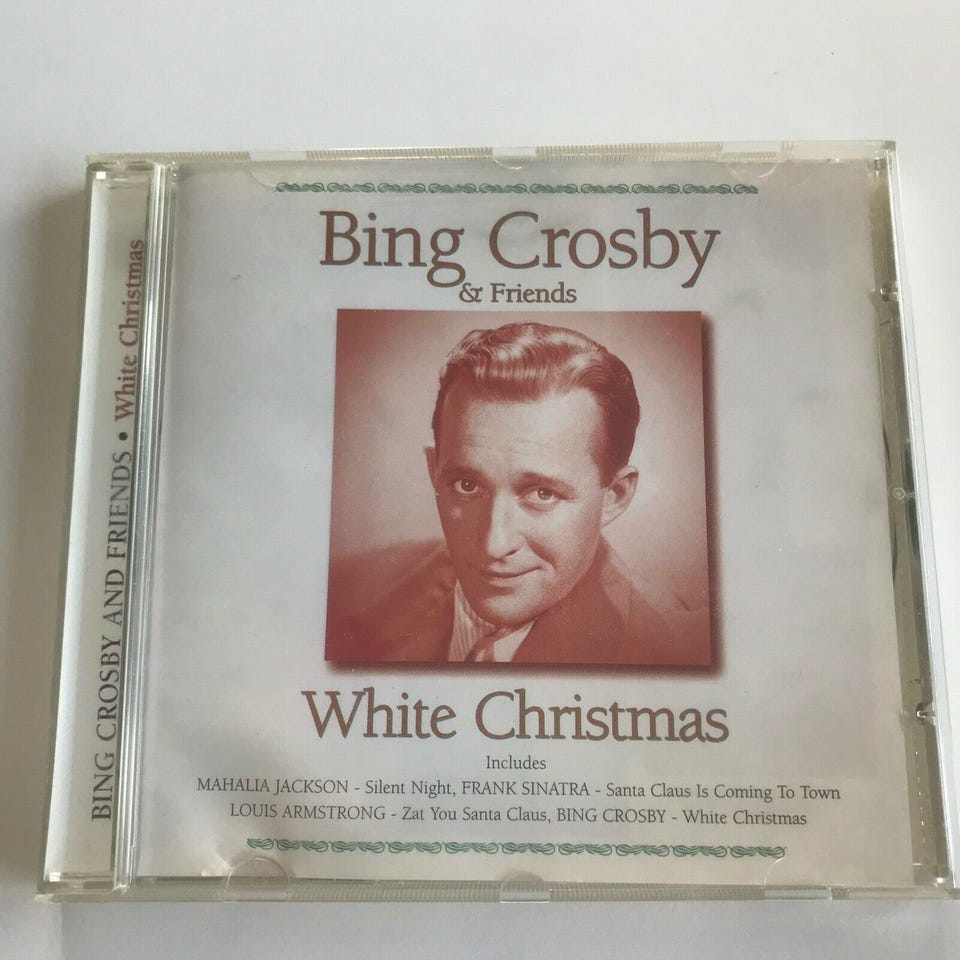 BING CROSBY AND FRIENDS • White Christmas
Bing Crosby
& Friends
White Christmas
Includes
MAHALIA JACKSON - Silent Night, FRANK SINATRA - Santa Claus Is Coming To Town
LOUIS ARMSTRONG - Zat You Santa Claus, BING CROSBY - White Christmas